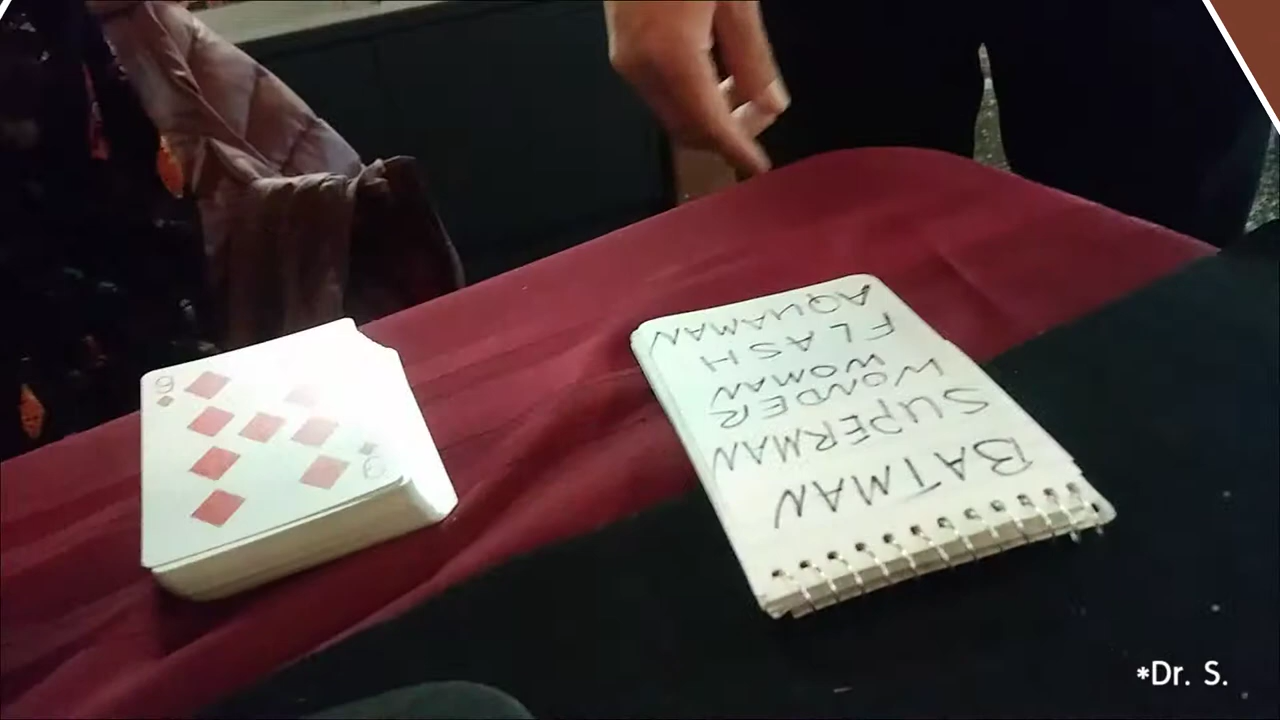 9
9
BATMAN
SUPERMAN
WONDER
WOMAN
FLASH
AQUAMAN
*Dr. S.